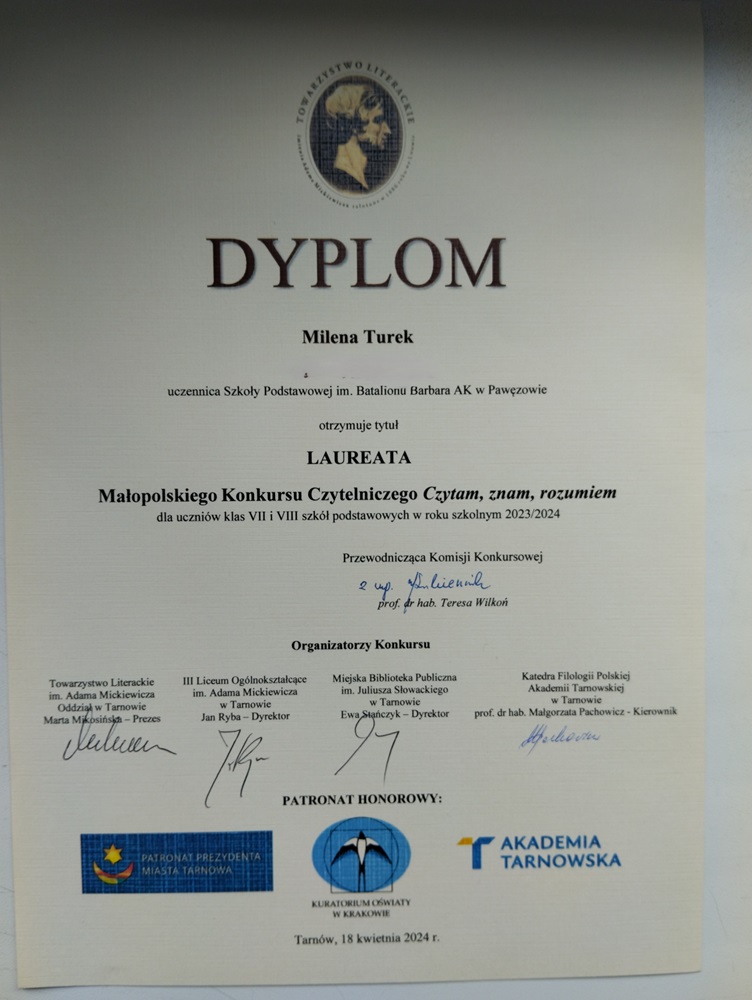 TOWARZYSTWO LITERACKIE
DYPLOM
Milena Turek
uczennica Szkoły Podstawowej im. Batalionu Barbara AK w Pawęzowie
otrzymuje tytuł
LAUREATA
Małopolskiego Konkursu Czytelniczego Czytam, znam, rozumiem
dla uczniów klas VII i VIII szkół podstawowych w roku szkolnym 2023/2024
Przewodnicząca Komisji Konkursowej
prof. dr hab. Teresa Wilkoń
Organizatorzy Konkursu
Towarzystwo Literackie
im. Adama Mickiewicza
Oddział w Tarnowie
Marta Mikosińska – Prezes
III Liceum Ogólnokształcące
im. Adama Mickiewicza
w Tarnowie
Jan Ryba – Dyrektor
Miejska Biblioteka Publiczna
im. Juliusza Słowackiego
w Tarnowie
Ewa Stańczyk – Dyrektor
Katedra Filologii Polskiej
Akademii Tarnowskiej
w Tarnowie
prof. dr hab. Małgorzata Pachowicz - Kierownik
PATRONAT HONOROWY:
PATRONAT PREZYDENTA
MIASTA TARNOWA
KURATORIUM OŚWIATY
W KRAKOWIE
AKADEMIA
TARNOWSKA
Tarnów, 18 kwietnia 2024 r.